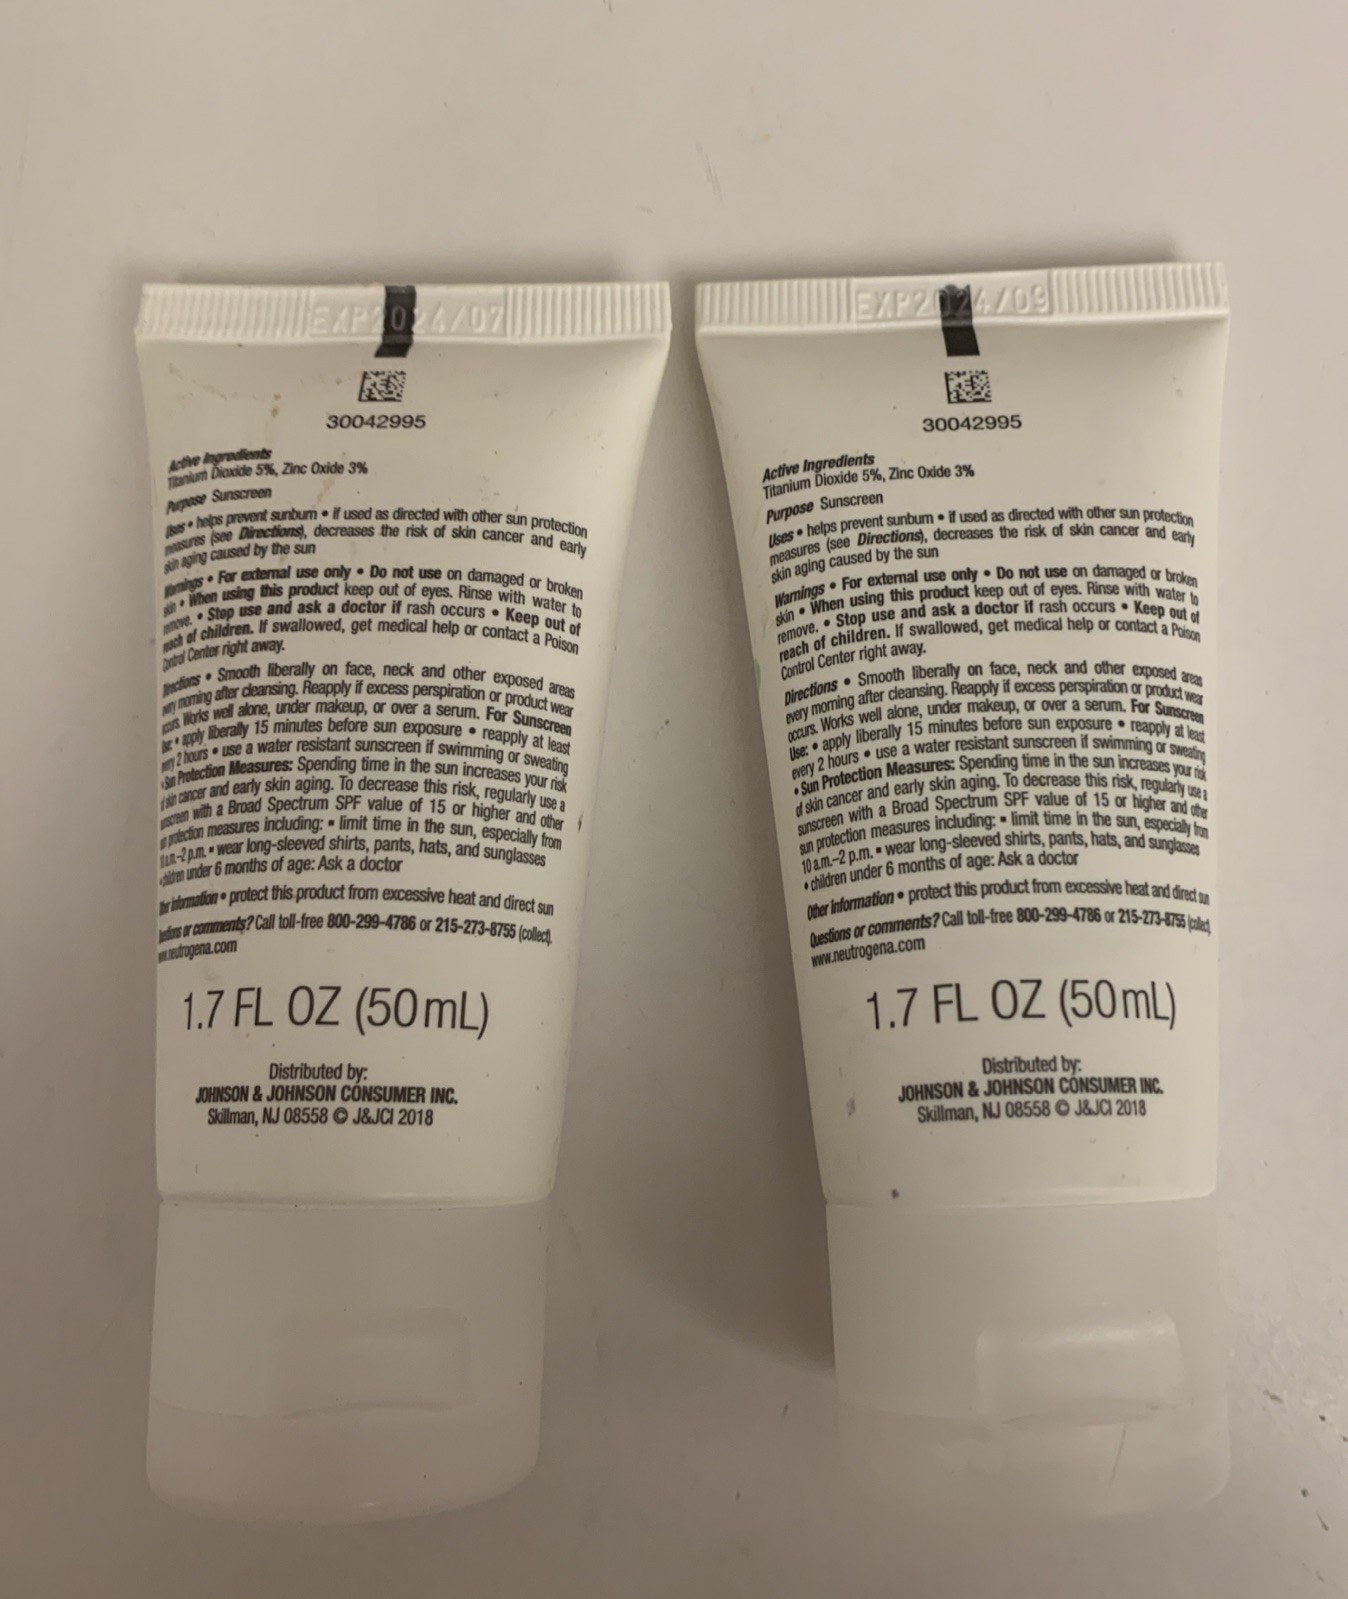 EXP2024/07
30042995
Active Ingredients
Titanium Dioxide 5%, Zinc Oxide 3%
Purpose Sunscreen
Uses • helps prevent sunburn • if used as directed with other sun protection
measures (see Directions), decreases the risk of skin cancer and early
skin aging caused by the sun
Warnings • For external use only • Do not use on damaged or broken
skin • When using this product keep out of eyes. Rinse with water to
remove. • Stop use and ask a doctor if rash occurs • Keep out of
reach of children. If swallowed, get medical help or contact a Poison
Control Center right away.
Directions • Smooth liberally on face, neck and other exposed areas
every morning after cleansing. Reapply if excess perspiration or product wear
occurs. Works well alone, under makeup, or over a serum. For Sunscreen
Use: • apply liberally 15 minutes before sun exposure • reapply at least
every 2 hours • use a water resistant sunscreen if swimming or sweating
• Sun Protection Measures: Spending time in the sun increases your risk
of skin cancer and early skin aging. To decrease this risk, regularly use a
sunscreen with a Broad Spectrum SPF value of 15 or higher and other
sun protection measures including: ▪ limit time in the sun, especially from
10 a.m.–2 p.m. ▪ wear long-sleeved shirts, pants, hats, and sunglasses
• children under 6 months of age: Ask a doctor
Other information • protect this product from excessive heat and direct sun
Questions or comments? Call toll-free 800-299-4786 or 215-273-8755 (collect).
www.neutrogena.com
1.7 FL OZ (50 mL)
Distributed by:
JOHNSON & JOHNSON CONSUMER INC.
Skillman, NJ 08558 © J&JCI 2018
EXP2024/09
30042995
Active Ingredients
Titanium Dioxide 5%, Zinc Oxide 3%
Purpose Sunscreen
Uses • helps prevent sunburn • if used as directed with other sun protection
measures (see Directions), decreases the risk of skin cancer and early
skin aging caused by the sun
Warnings • For external use only • Do not use on damaged or broken
skin • When using this product keep out of eyes. Rinse with water to
remove. • Stop use and ask a doctor if rash occurs • Keep out of
reach of children. If swallowed, get medical help or contact a Poison
Control Center right away.
Directions • Smooth liberally on face, neck and other exposed areas
every morning after cleansing. Reapply if excess perspiration or product wear
occurs. Works well alone, under makeup, or over a serum. For Sunscreen
Use: • apply liberally 15 minutes before sun exposure • reapply at least
every 2 hours • use a water resistant sunscreen if swimming or sweating
• Sun Protection Measures: Spending time in the sun increases your risk
of skin cancer and early skin aging. To decrease this risk, regularly use a
sunscreen with a Broad Spectrum SPF value of 15 or higher and other
sun protection measures including: ▪ limit time in the sun, especially from
10 a.m.–2 p.m. ▪ wear long-sleeved shirts, pants, hats, and sunglasses
• children under 6 months of age: Ask a doctor
Other information • protect this product from excessive heat and direct sun
Questions or comments? Call toll-free 800-299-4786 or 215-273-8755 (collect).
www.neutrogena.com
1.7 FL OZ (50 mL)
Distributed by:
JOHNSON & JOHNSON CONSUMER INC.
Skillman, NJ 08558 © J&JCI 2018